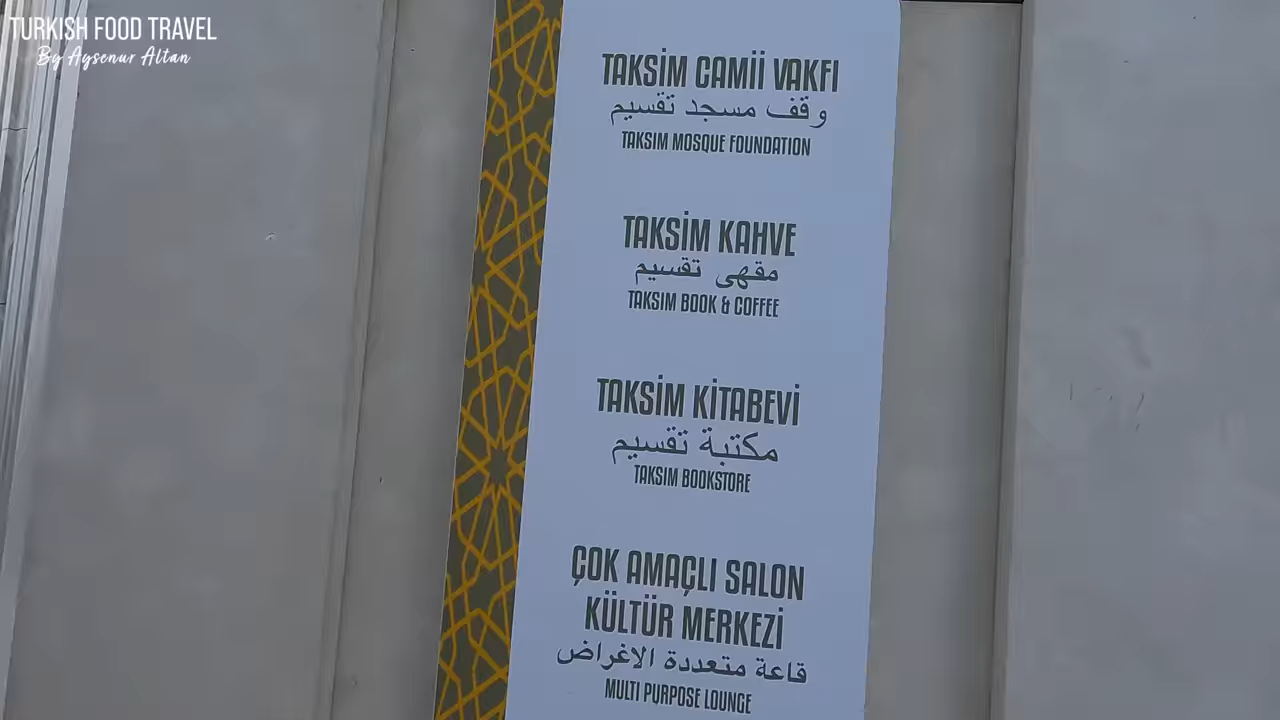 TURKISH FOOD TRAVEL
By Aysenur Altan
TAKSİM CAMİİ VAKFI
وقف مسجد تقسيم
TAKSIM MOSQUE FOUNDATION
TAKSİM KAHVE
مقهى تقسيم
TAKSIM BOOK & COFFEE
TAKSİM KİTABEVİ
مكتبة تقسيم
TAKSIM BOOKSTORE
ÇOK AMAÇLI SALON
KÜLTÜR MERKEZİ
قاعة متعددة الاغراض
MULTI PURPOSE LOUNGE